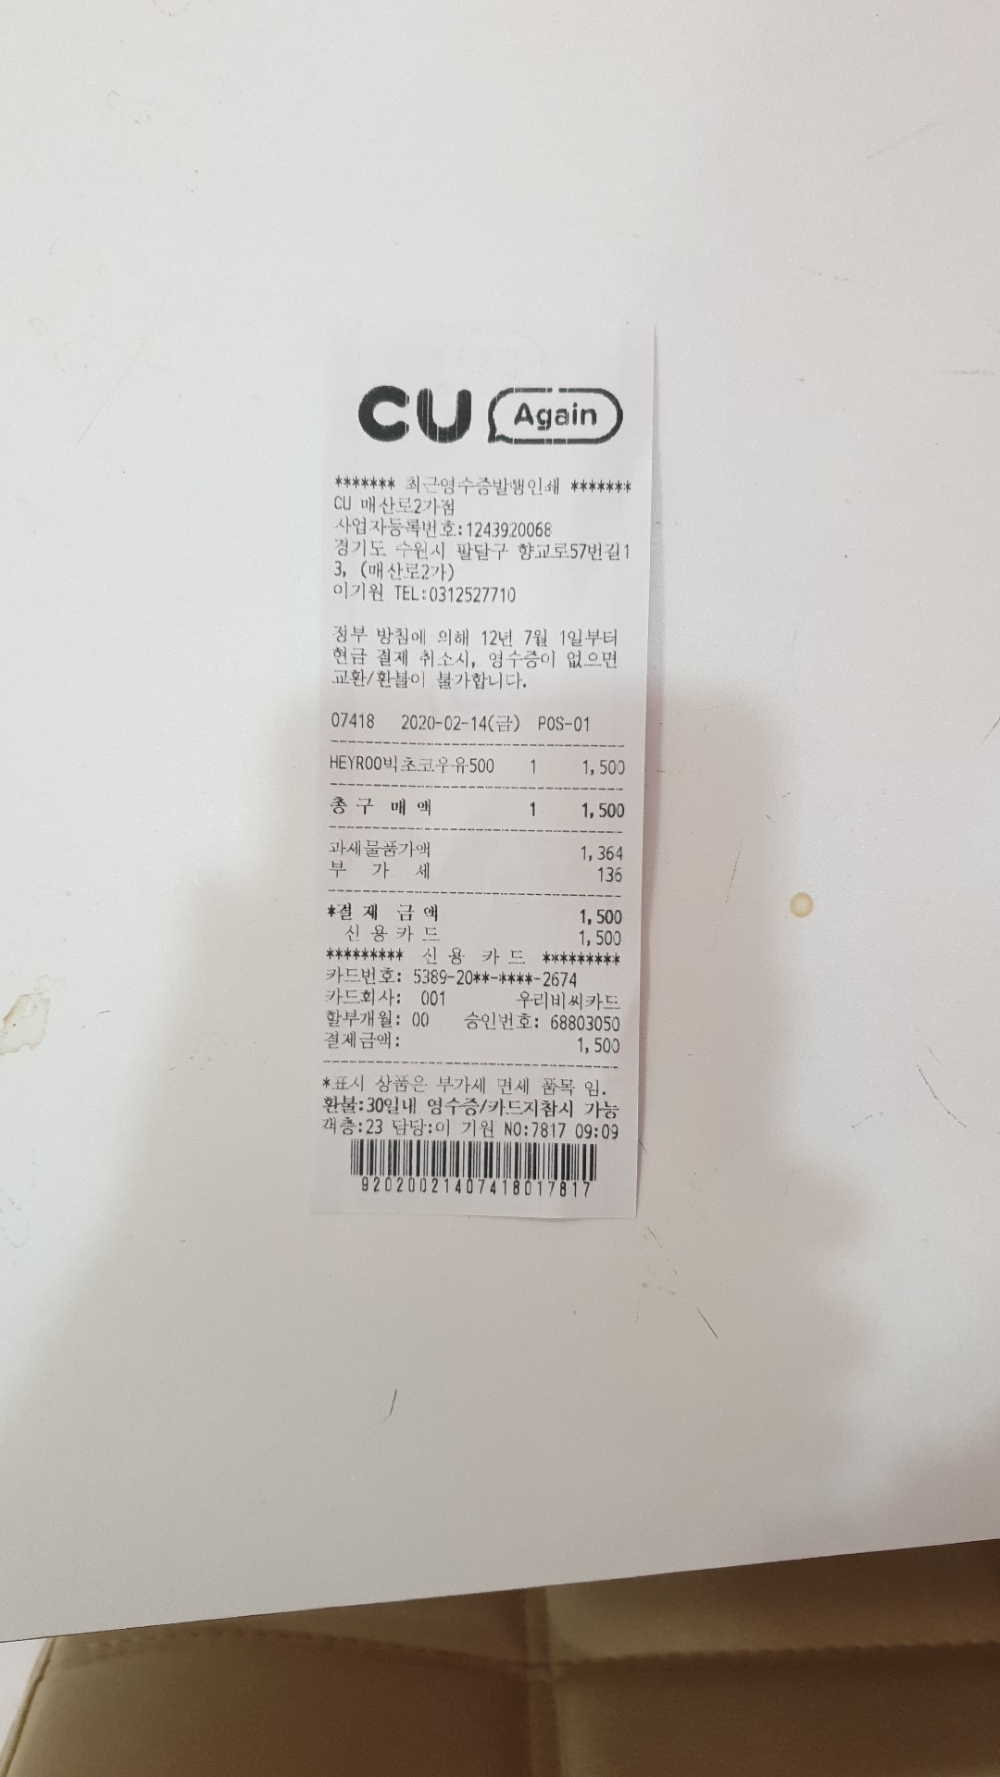 CU Again
******* 최근영수증발행인쇄 *******
CU 매산로2가점
사업자등록번호:1243920068
경기도 수원시 팔달구 향교로57번길1
3, (매산로2가)
이기원 TEL:0312527710
정부 방침에 의해 12년 7월 1일부터
현금 결제 취소시, 영수증이 없으면
교환/환불이 불가합니다.
07418 2020-02-14(금) POS-01
HEYROO빅초코우유500 1 1,500
총 구 매 액 1 1,500
과세물품가액 1,364
부 가 세 136
*결 제 금 액 1,500
신 용 카 드 1,500
********* 신 용 카 드 *********
카드번호: 5389-20**-****-2674
카드회사: 001 우리비씨카드
할부개월: 00 승인번호: 68803050
결제금액: 1,500
*표시 상품은 부가세 면세 품목 임.
환불:30일내 영수증/카드지참시 가능
객층:23 담당:이 기원 NO:7817 09:09
9202002140741801​7817